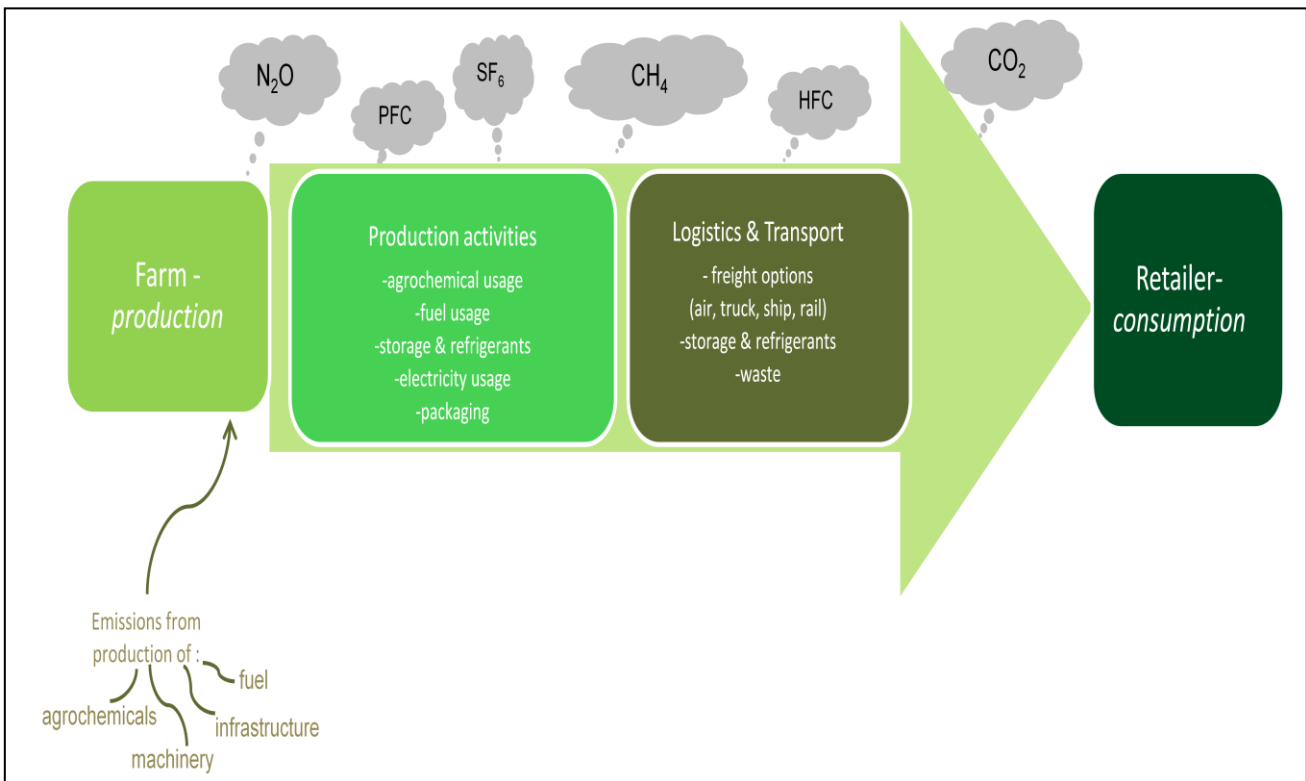 N₂O
PFC
SF₆
CH₄
HFC
CO₂
Farm -
production
Production activities
-agrochemical usage
-fuel usage
-storage & refrigerants
-electricity usage
-packaging
Logistics & Transport
- freight options
(air, truck, ship, rail)
-storage & refrigerants
-waste
Retailer-
consumption
Emissions from
production of :
fuel
agrochemicals
infrastructure
machinery